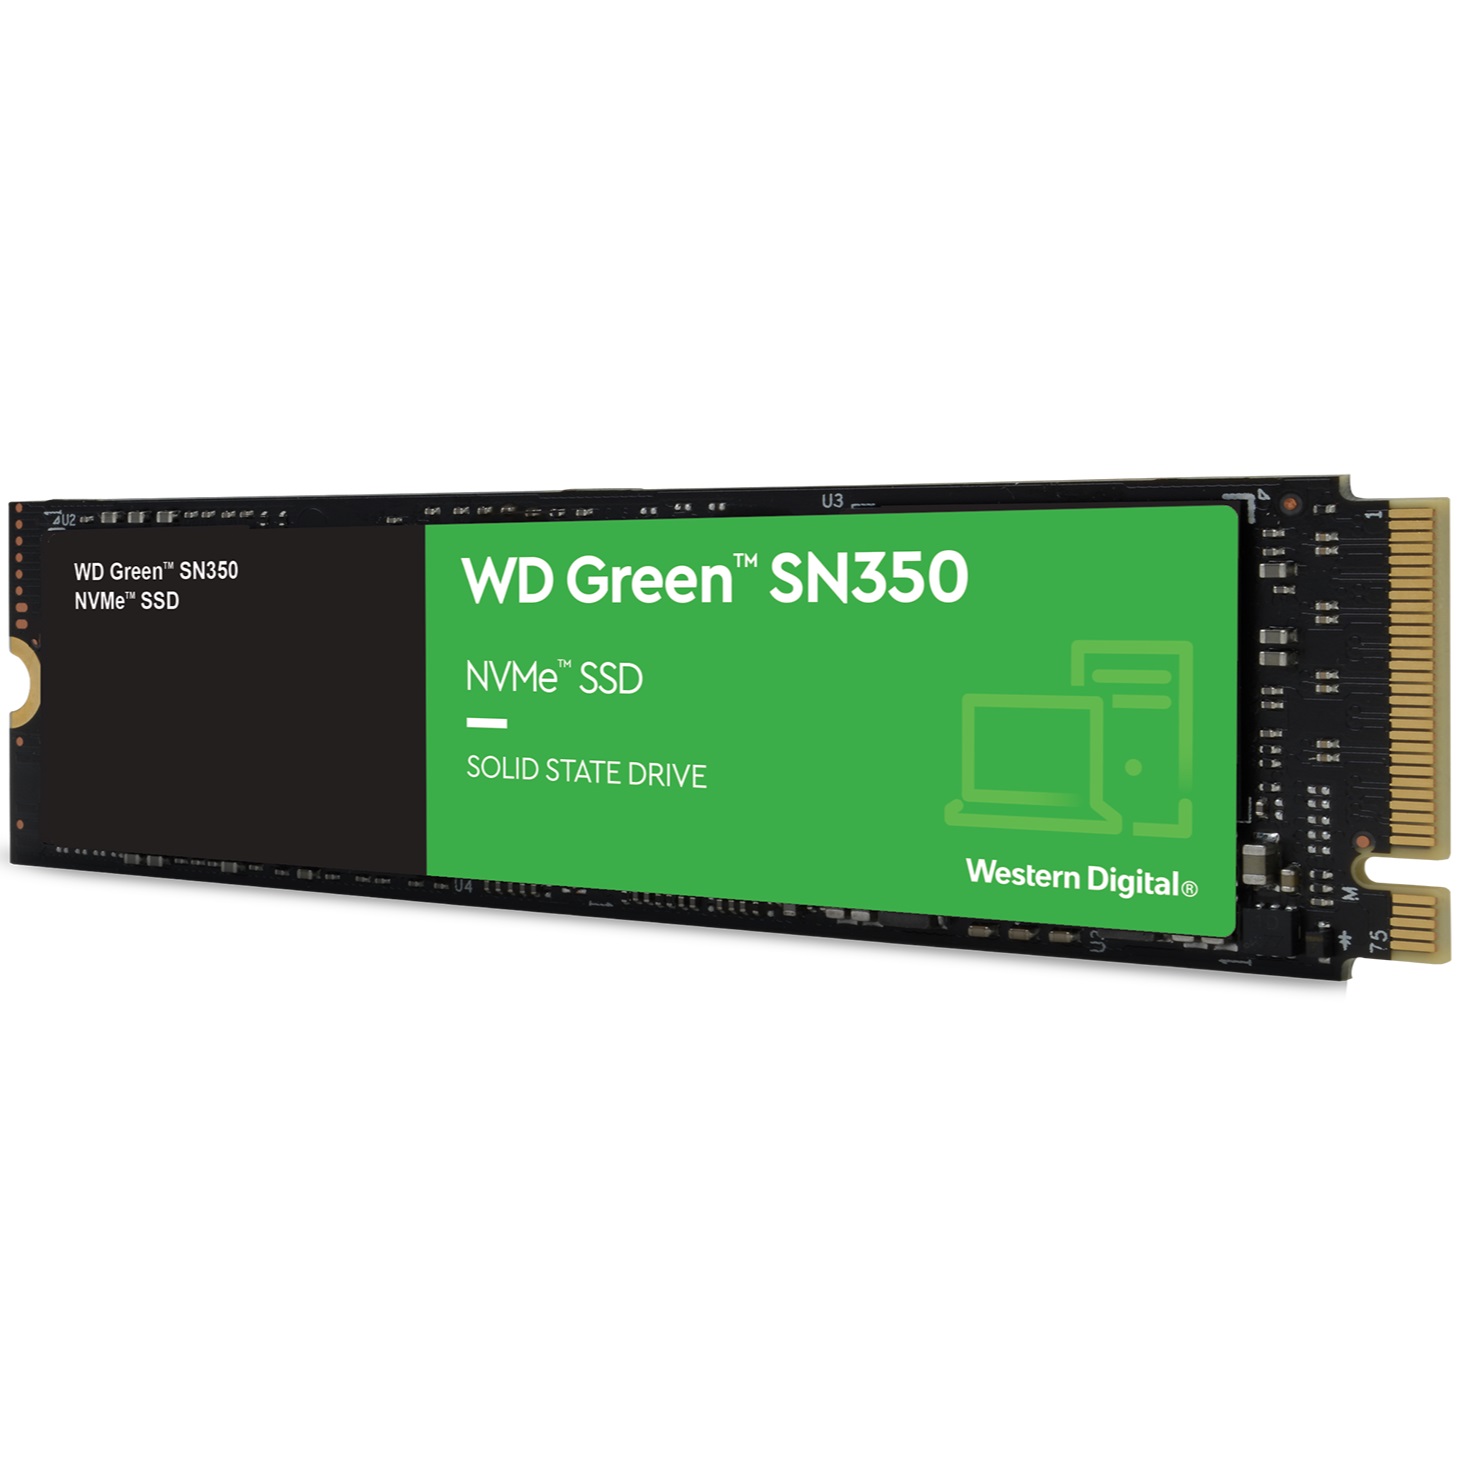 U2
U3
1
WD Green™ SN350
NVMe™ SSD
WD Green™ SN350
NVMe™ SSD
SOLID STATE DRIVE
Western Digital®
U4
M
75